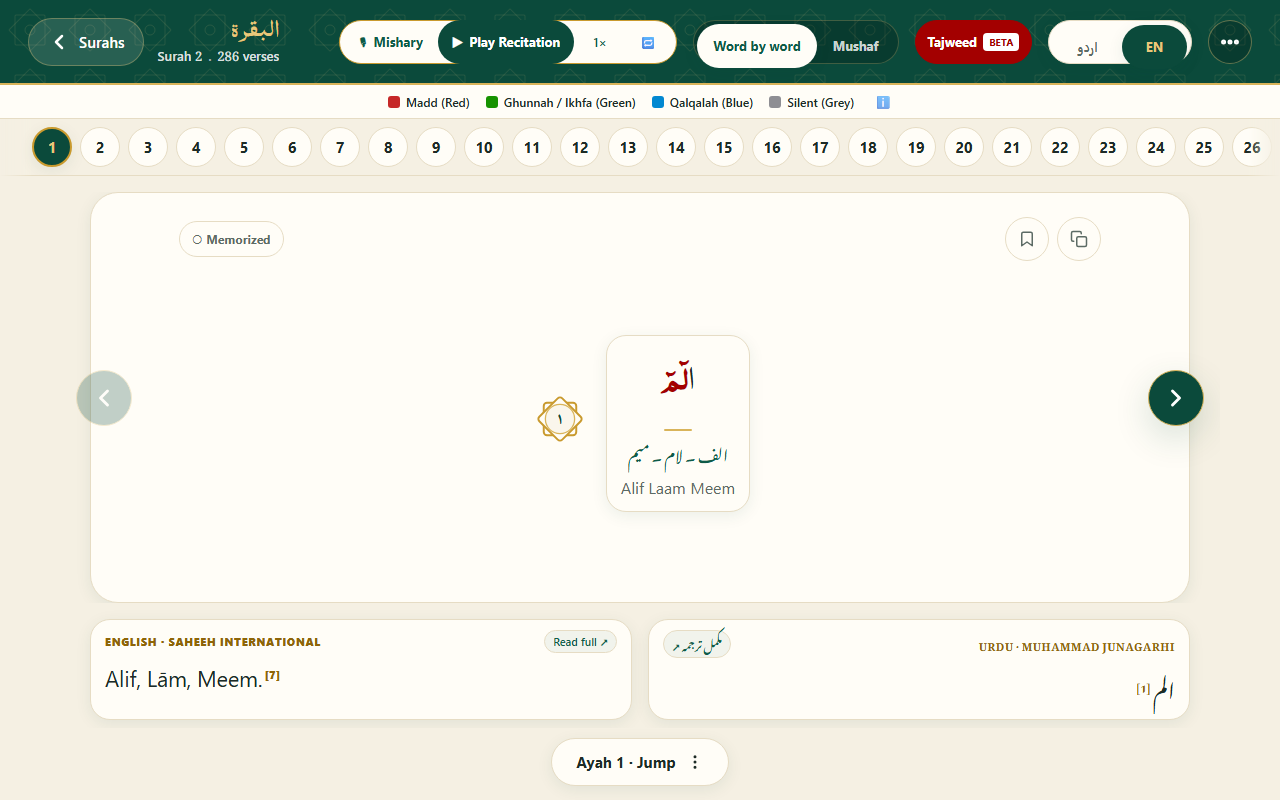 Surahs
البقرة
Surah 2 . 286 verses
Mishary
Play Recitation
1×
Word by word
Mushaf
Tajweed BETA
اردو
EN
Madd (Red)
Ghunnah / Ikhfa (Green)
Qalqalah (Blue)
Silent (Grey)
1 2 3 4 5 6 7 8 9 10 11 12 13 14 15 16 17 18 19 20 21 22 23 24 25 26
Memorized
١
الٓمّٓ
الف ۔ لام ۔ میم
Alif Laam Meem
ENGLISH · SAHEEH INTERNATIONAL
Read full ↗
Alif, Lām, Meem.[7]
URDU · MUHAMMAD JUNAGARHI
مکمل ترجمہ ↗
الم[1]
Ayah 1 · Jump